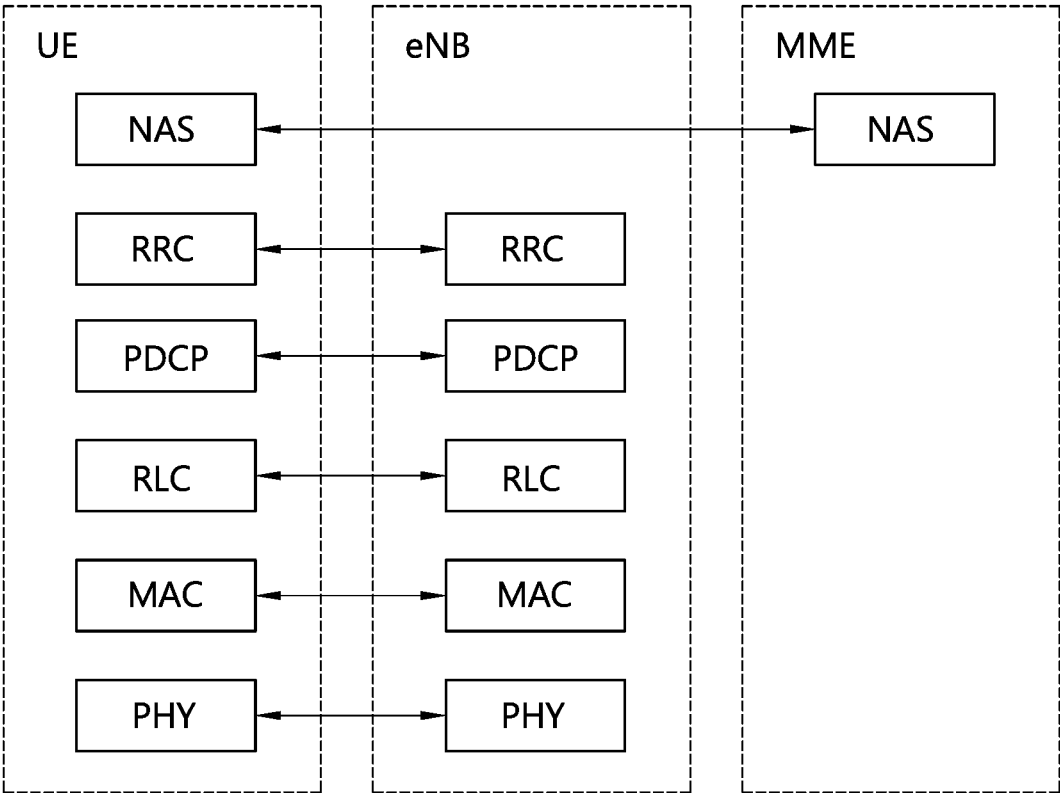 UE eNB MME
NAS NAS
RRC RRC
PDCP PDCP
RLC RLC
MAC MAC
PHY PHY